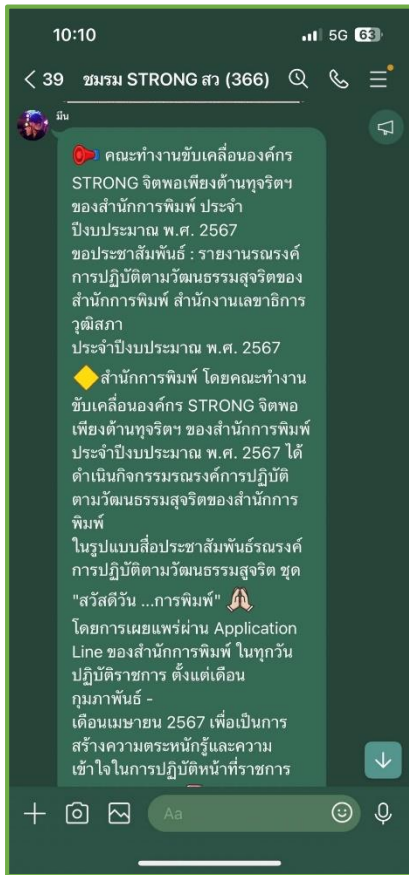 10:10
5G 63
39 ชมรม STRONG สว (366)
มีน
คณะทำงานขับเคลื่อนองค์กร
STRONG จิตพอเพียงต้านทุจริตฯ
ของสำนักการพิมพ์ ประจำ
ปีงบประมาณ พ.ศ. 2567
ขอประชาสัมพันธ์ : รายงานรณรงค์
การปฏิบัติตามวัฒนธรรมสุจริตของ
สำนักการพิมพ์ สำนักงานเลขาธิการ
วุฒิสภา
ประจำปีงบประมาณ พ.ศ. 2567
สำนักการพิมพ์ โดยคณะทำงาน
ขับเคลื่อนองค์กร STRONG จิตพอ
เพียงต้านทุจริตฯ ของสำนักการพิมพ์
ประจำปีงบประมาณ พ.ศ. 2567 ได้
ดำเนินกิจกรรมรณรงค์การปฏิบัติ
ตามวัฒนธรรมสุจริตของสำนักการ
พิมพ์
ในรูปแบบสื่อประชาสัมพันธ์รณรงค์
การปฏิบัติตามวัฒนธรรมสุจริต ชุด
"สวัสดีวัน ...การพิมพ์"
โดยการเผยแพร่ผ่าน Application
Line ของสำนักการพิมพ์ ในทุกวัน
ปฏิบัติราชการ ตั้งแต่เดือน
กุมภาพันธ์ -
เดือนเมษายน 2567 เพื่อเป็นการ
สร้างความตระหนักรู้และความ
เข้าใจในการปฏิบัติหน้าที่ราชการ
Aa